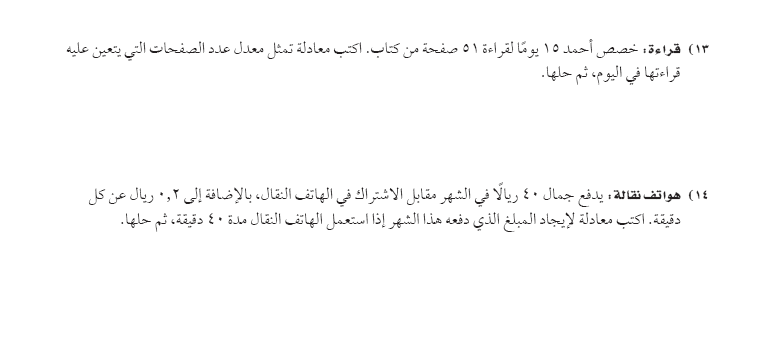 ١٣) قراءة: خصص أحمد ١٥ يومًا لقراءة ٥١ صفحة من كتاب. اكتب معادلة تمثل معدل عدد الصفحات التي يتعين عليه
قراءتها في اليوم، ثم حلها.
١٤) هواتف نقالة: يدفع جمال ٤٠ ريالًا في الشهر مقابل الاشتراك في الهاتف النقال، بالإضافة إلى ٠٫٢ ريال عن كل
دقيقة. اكتب معادلة لإيجاد المبلغ الذي دفعه هذا الشهر إذا استعمل الهاتف النقال مدة ٤٠ دقيقة، ثم حلها.